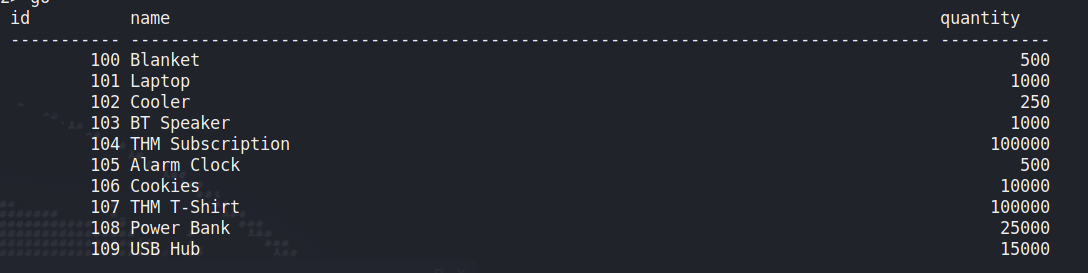 2> go
id name quantity
----------- -------------------------------------------------------------------------------- -----------
100 Blanket 500
101 Laptop 1000
102 Cooler 250
103 BT Speaker 1000
104 THM Subscription 100000
105 Alarm Clock 500
106 Cookies 10000
107 THM T-Shirt 100000
108 Power Bank 25000
109 USB Hub 15000